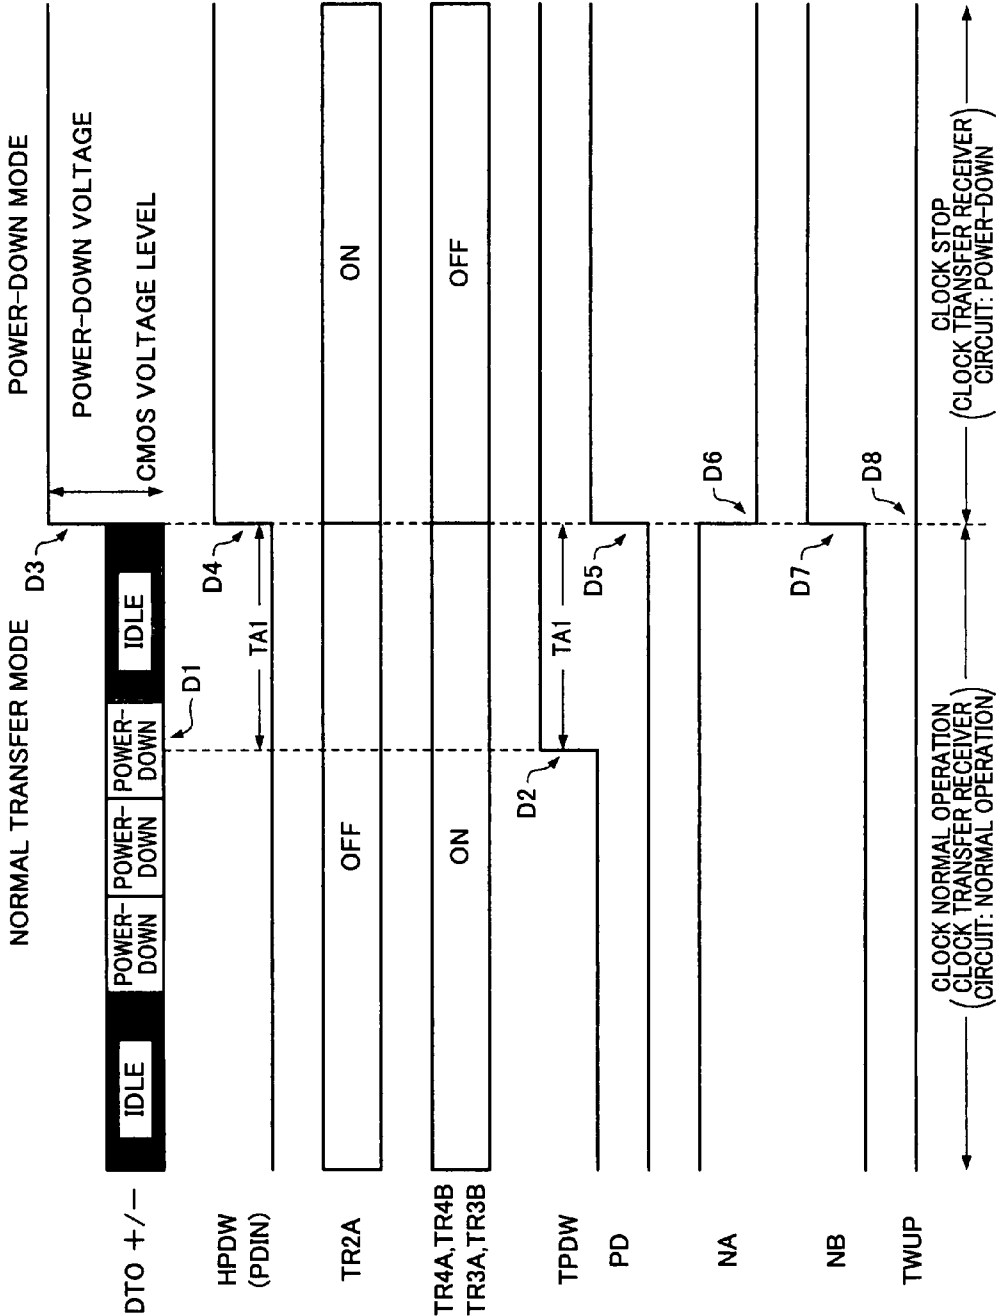 NORMAL TRANSFER MODE
POWER-DOWN MODE
DTO +/−
IDLE
POWER-
DOWN
POWER-
DOWN
POWER-
DOWN
IDLE
D1
D3
POWER-DOWN VOLTAGE
CMOS VOLTAGE LEVEL
HPDW
(PDIN)
D4
TA1
TR2A
OFF
ON
TR4A,TR4B
TR3A,TR3B
ON
OFF
TPDW
D2
TA1
PD
D5
NA
D6
NB
D7
TWUP
D8
CLOCK NORMAL OPERATION
(CLOCK TRANSFER RECEIVER
CIRCUIT: NORMAL OPERATION)
CLOCK STOP
(CLOCK TRANSFER RECEIVER
CIRCUIT: POWER-DOWN)